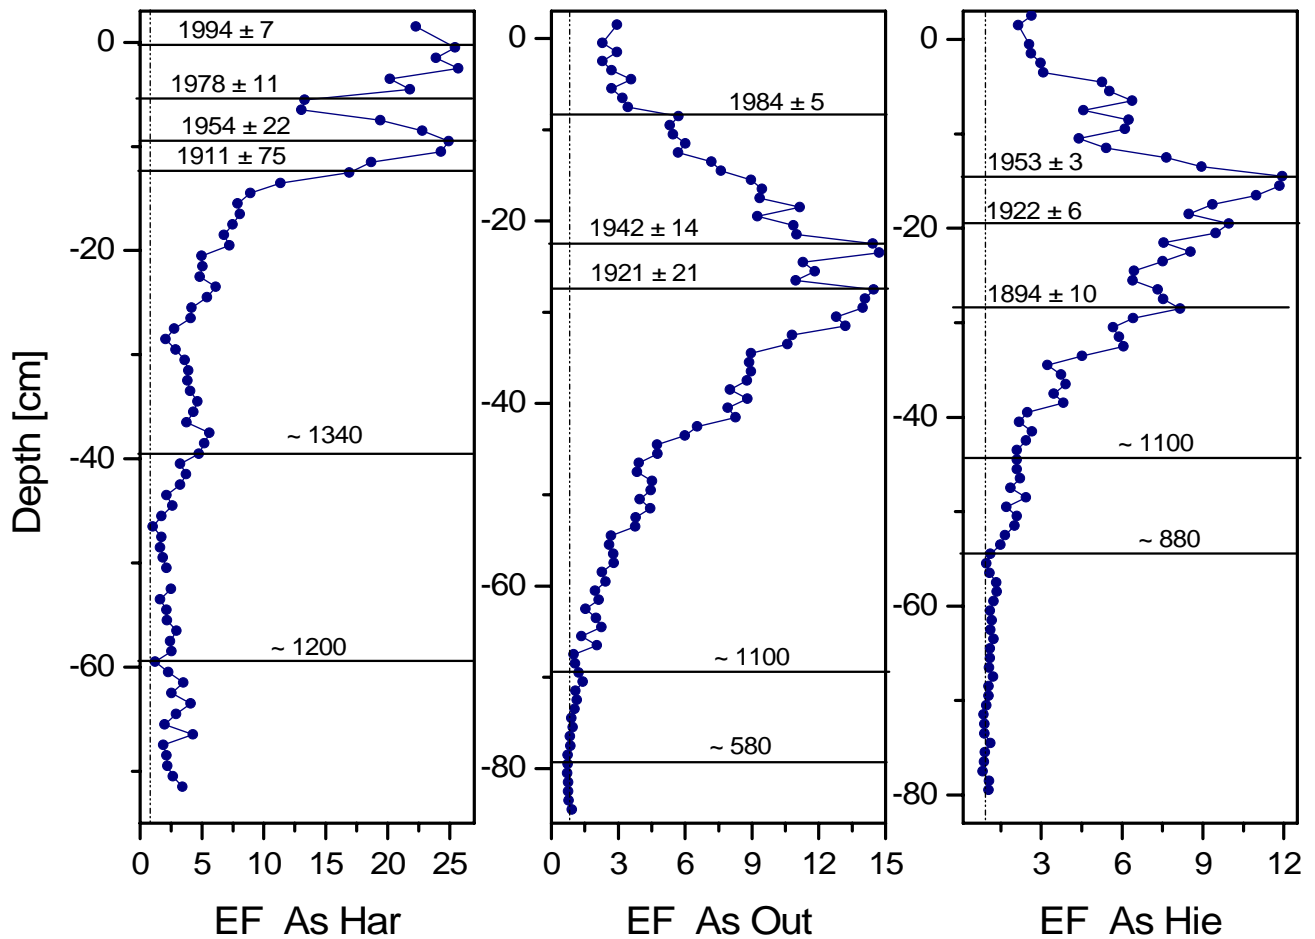 Depth [cm]
0
-20
-40
-60
1994 ± 7
1978 ± 11
1954 ± 22
1911 ± 75
~ 1340
~ 1200
0 5 10 15 20 25
EF As Har
0
-20
-40
-60
-80
1984 ± 5
1942 ± 14
1921 ± 21
~ 1100
~ 580
0 3 6 9 12 15
EF As Out
0
-20
-40
-60
-80
1953 ± 3
1922 ± 6
1894 ± 10
~ 1100
~ 880
3 6 9 12
EF As Hie